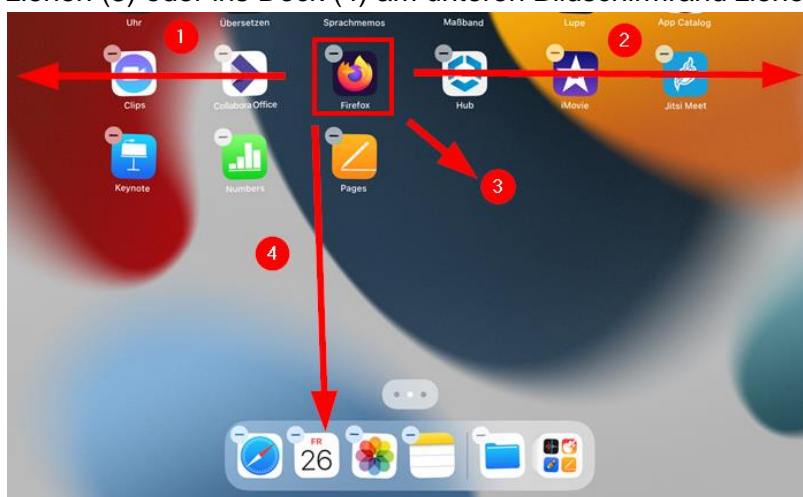 Ziehen (3) oder ins Dock (4) am unteren Bildschirmrand ziehe
Uhr Übersetzen Sprachmemos Maßband Lupe App Catalog
1 2
Clips Collabora Office Firefox Hub iMovie Jitsi Meet
3
Keynote Numbers Pages
4
FR
26